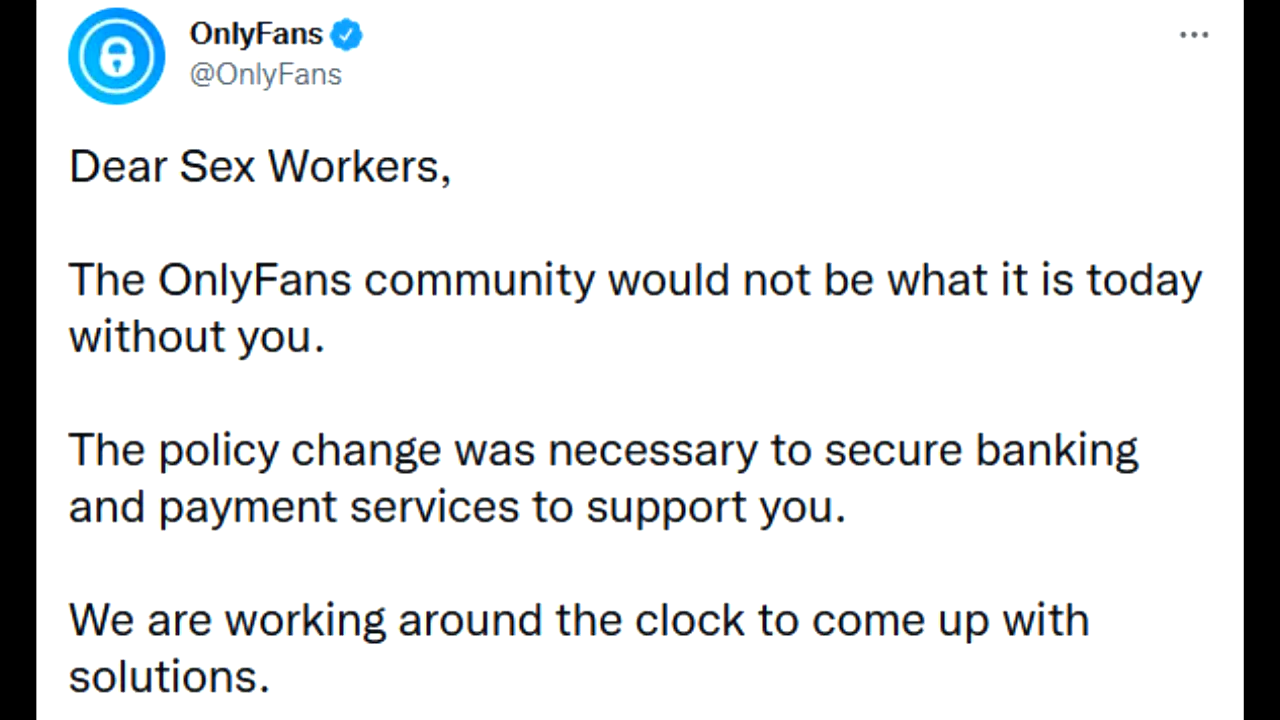 OnlyFans
@OnlyFans
Dear Sex Workers,
The OnlyFans community would not be what it is today
without you.
The policy change was necessary to secure banking
and payment services to support you.
We are working around the clock to come up with
solutions.